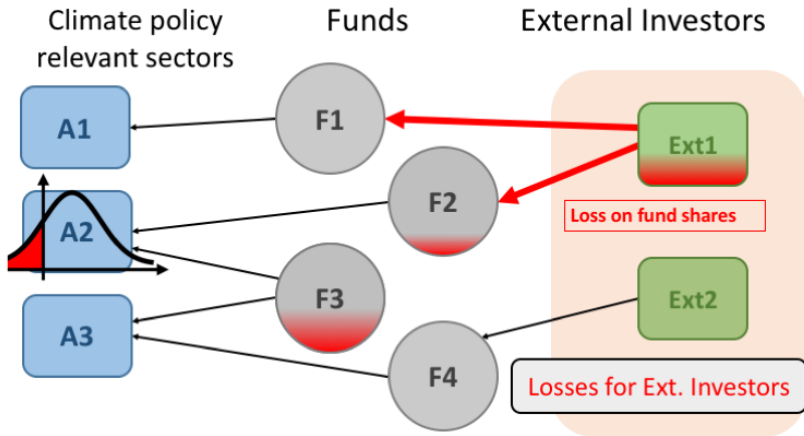 Climate policy
relevant sectors
Funds
External Investors
A1
F1
Ext1
A2
F2
Loss on fund shares
F3
Ext2
A3
F4
Losses for Ext. Investors